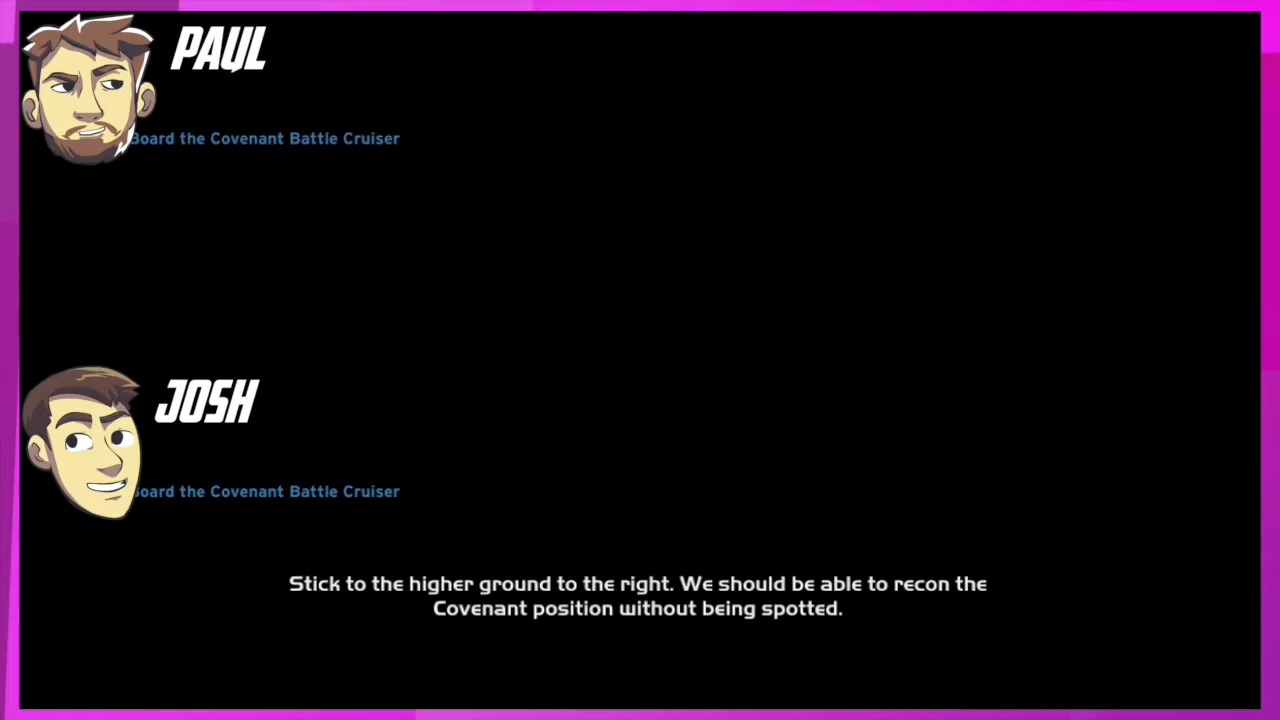 PAUL
Board the Covenant Battle Cruiser
JOSH
Board the Covenant Battle Cruiser
Stick to the higher ground to the right. We should be able to recon the
Covenant position without being spotted.